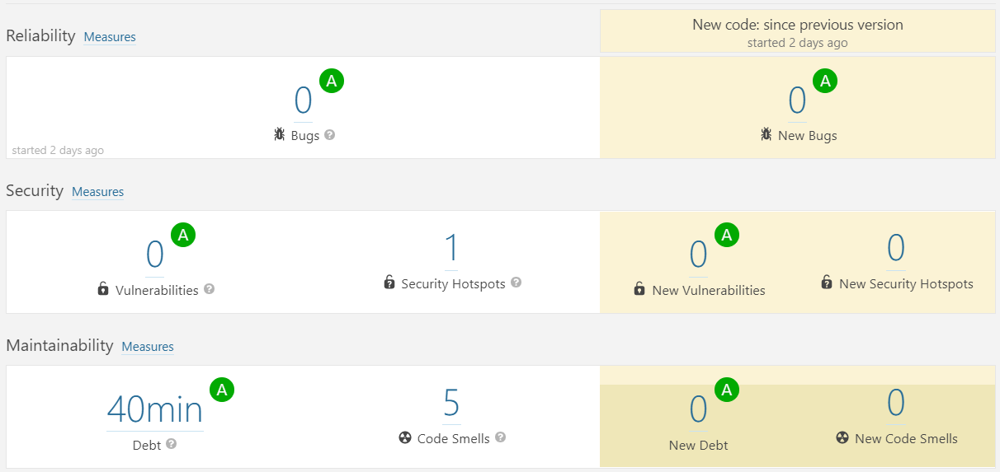 New code: since previous version
started 2 days ago
Reliability Measures
0 A
Bugs ?
started 2 days ago
0 A
New Bugs
Security Measures
0 A
Vulnerabilities ?
1
Security Hotspots ?
0 A
New Vulnerabilities
0
New Security Hotspots
Maintainability Measures
40min A
Debt ?
5
Code Smells ?
0 A
New Debt
0
New Code Smells